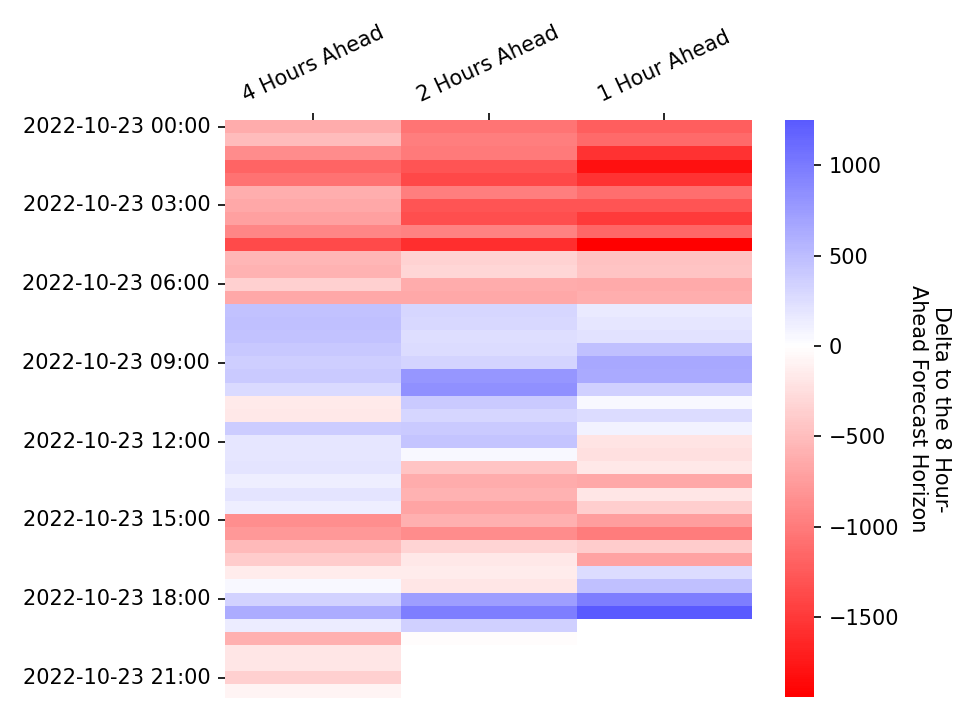 4 Hours Ahead
2 Hours Ahead
1 Hour Ahead
2022-10-23 00:00
2022-10-23 03:00
2022-10-23 06:00
2022-10-23 09:00
2022-10-23 12:00
2022-10-23 15:00
2022-10-23 18:00
2022-10-23 21:00
1000
500
0
−500
−1000
−1500
Delta to the 8 Hour-
Ahead Forecast Horizon